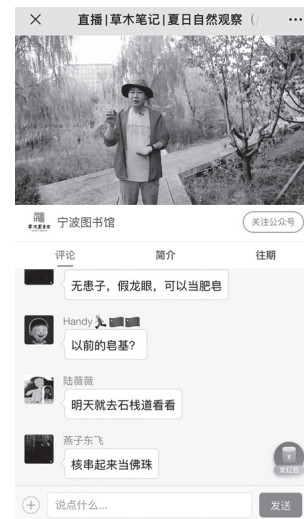 直播|草木笔记|夏日自然观察（
宁波图书馆
关注公众号
评论
简介
往期
无患子，假龙眼，可以当肥皂
Handy
以前的皂基？
陆薇薇
明天就去石栈道看看
燕子东飞
核串起来当佛珠
发红包
说点什么...
发送